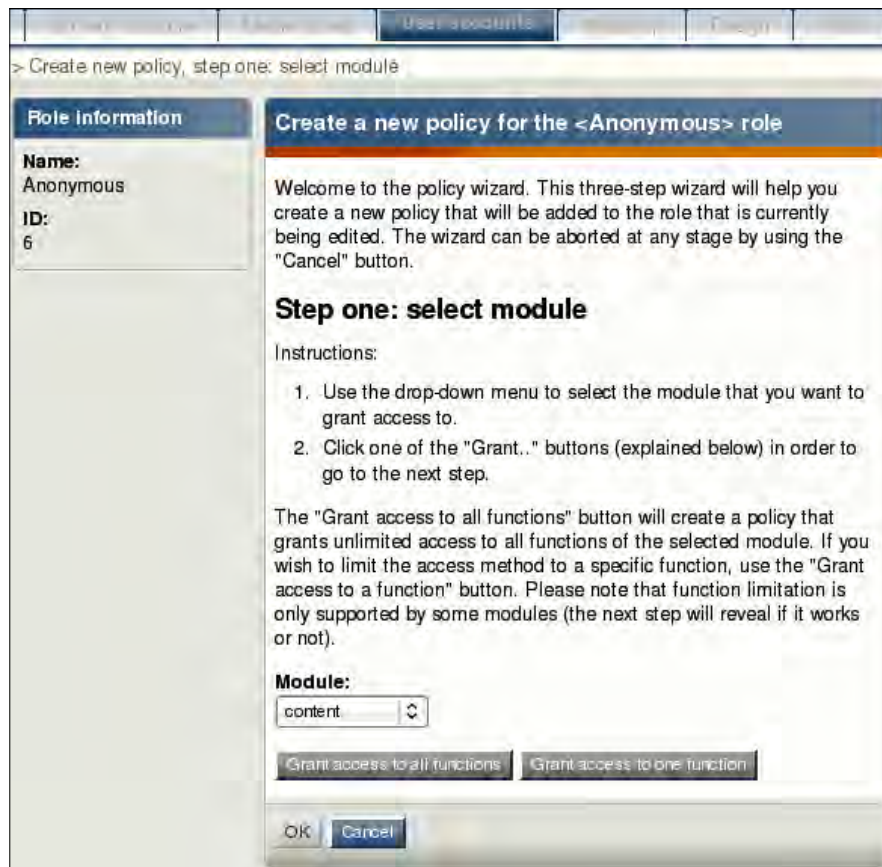 User accounts
Design
> Create new policy, step one: select module
Role information
Name:
Anonymous
ID:
6
Create a new policy for the <Anonymous> role
Welcome to the policy wizard. This three-step wizard will help you
create a new policy that will be added to the role that is currently
being edited. The wizard can be aborted at any stage by using the
"Cancel" button.
Step one: select module
Instructions:
1. Use the drop-down menu to select the module that you want to
grant access to.
2. Click one of the "Grant.." buttons (explained below) in order to
go to the next step.
The "Grant access to all functions" button will create a policy that
grants unlimited access to all functions of the selected module. If you
wish to limit the access method to a specific function, use the "Grant
access to a function" button. Please note that function limitation is
only supported by some modules (the next step will reveal if it works
or not).
Module:
content
Grant access to all functions
Grant access to one function
OK
Cancel